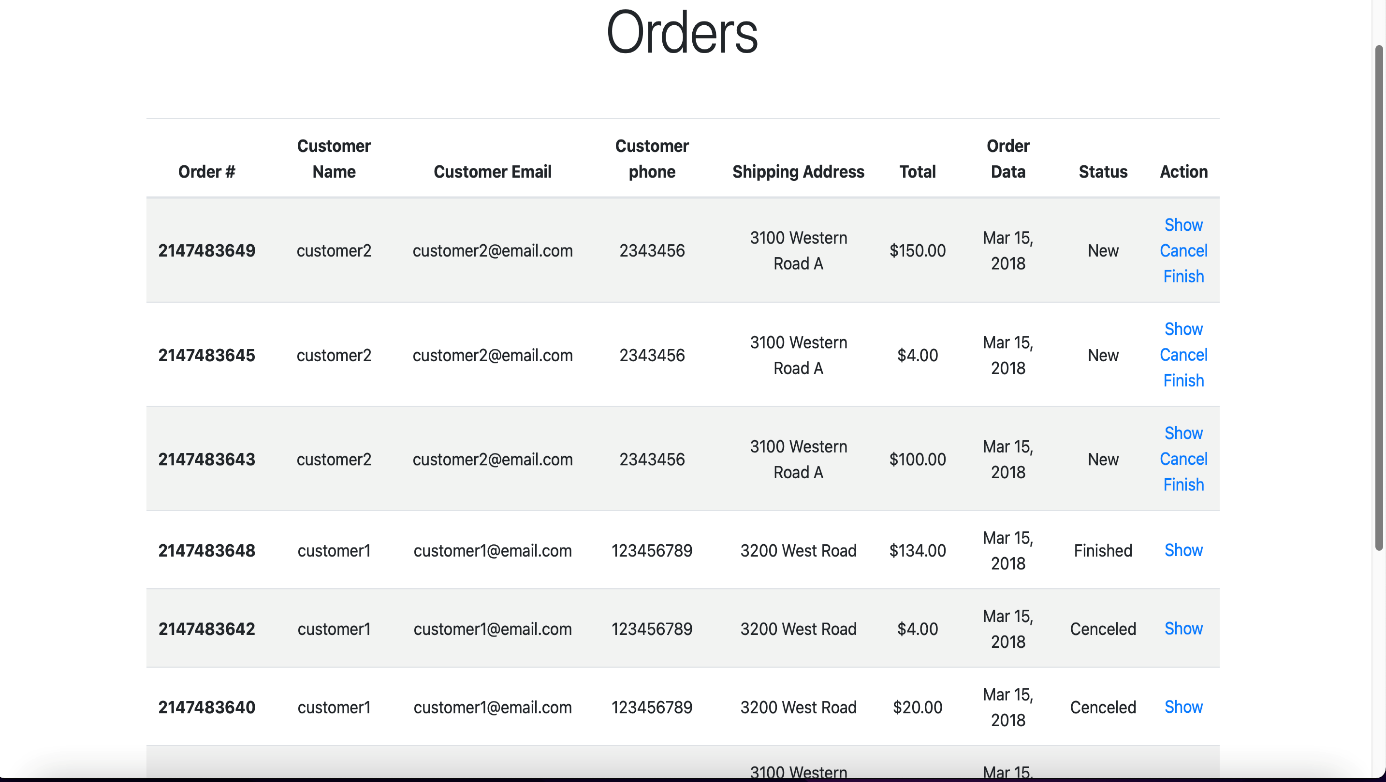 Orders
Order # Customer Name Customer Email Customer phone Shipping Address Total Order Data Status Action
2147483649 customer2 customer2@email.com 2343456 3100 Western Road A $150.00 Mar 15, 2018 New Show Cancel Finish
2147483645 customer2 customer2@email.com 2343456 3100 Western Road A $4.00 Mar 15, 2018 New Show Cancel Finish
2147483643 customer2 customer2@email.com 2343456 3100 Western Road A $100.00 Mar 15, 2018 New Show Cancel Finish
2147483648 customer1 customer1@email.com 123456789 3200 West Road $134.00 Mar 15, 2018 Finished Show
2147483642 customer1 customer1@email.com 123456789 3200 West Road $4.00 Mar 15, 2018 Cenceled Show
2147483640 customer1 customer1@email.com 123456789 3200 West Road $20.00 Mar 15, 2018 Cenceled Show
3100 Western Mar 15,